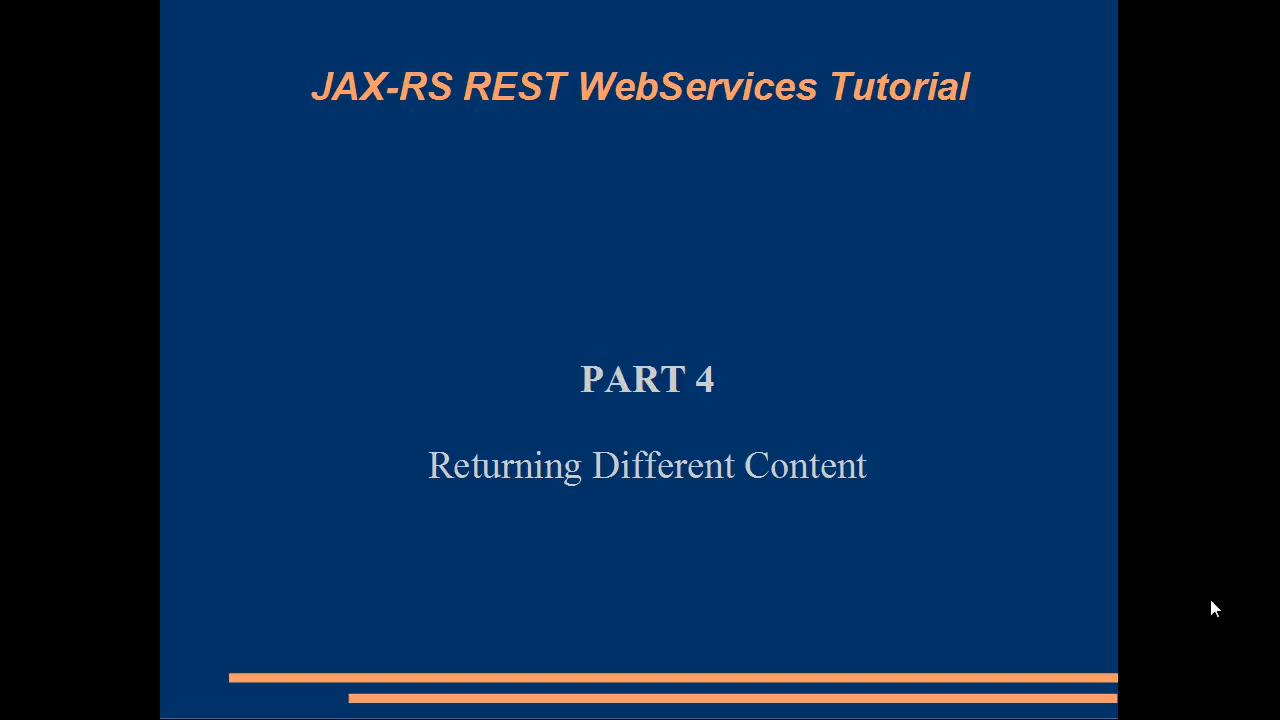 JAX-RS REST WebServices Tutorial
PART 4
Returning Different Content